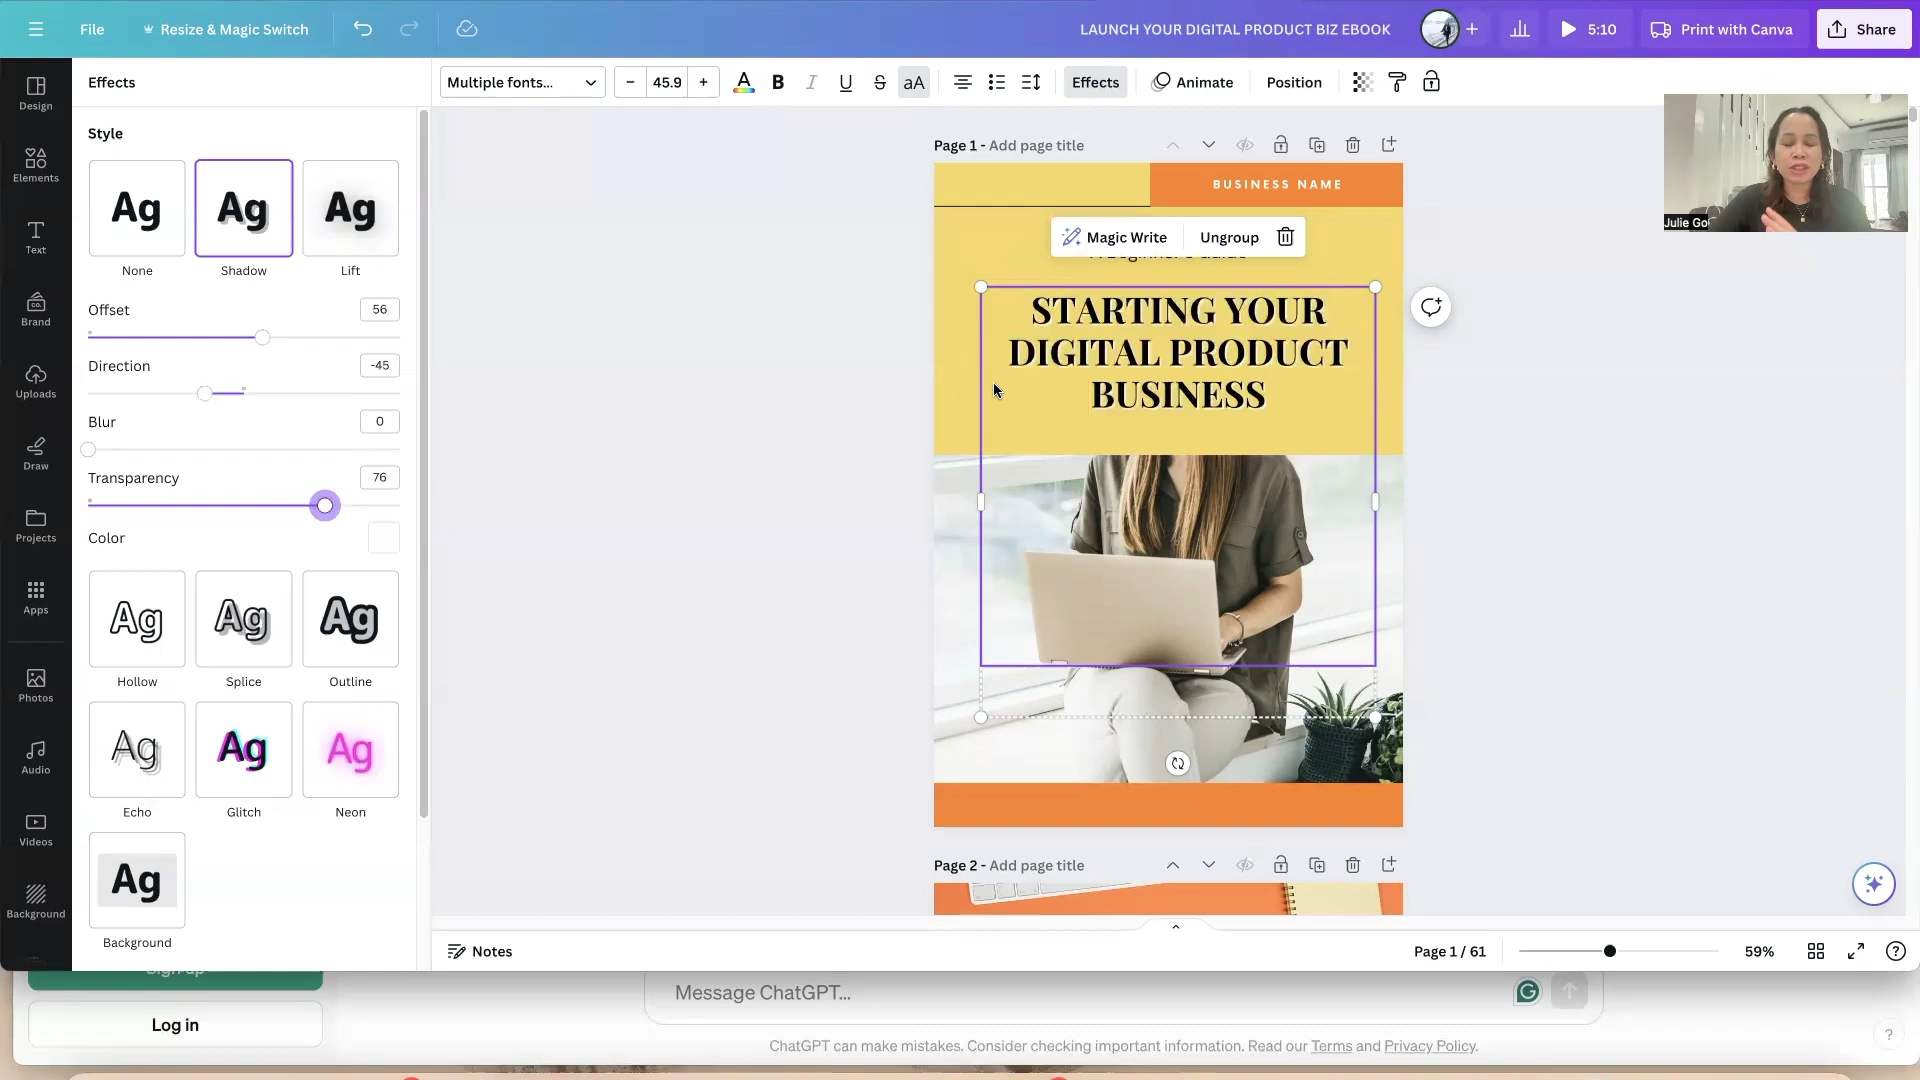 File
Resize & Magic Switch
LAUNCH YOUR DIGITAL PRODUCT BIZ EBOOK
5:10
Print with Canva
Share
Effects
Multiple fonts...
45.9
B
I
U
S
aA
Effects
Animate
Position
Design
Elements
Text
Brand
Uploads
Draw
Projects
Apps
Photos
Audio
Videos
Background
Style
Ag Ag Ag
None Shadow Lift
Offset 56
Direction -45
Blur 0
Transparency 76
Color
Ag Ag Ag
Hollow Splice Outline
Ag Ag Ag
Echo Glitch Neon
Ag
Background
Page 1 - Add page title
BUSINESS NAME
Magic Write Ungroup
A Beginner's Guide
STARTING YOUR
DIGITAL PRODUCT
BUSINESS
Julie Go
Page 2 - Add page title
Notes
Page 1 / 61
59%
Sign up
Log in
Message ChatGPT...
ChatGPT can make mistakes. Consider checking important information. Read our Terms and Privacy Policy.